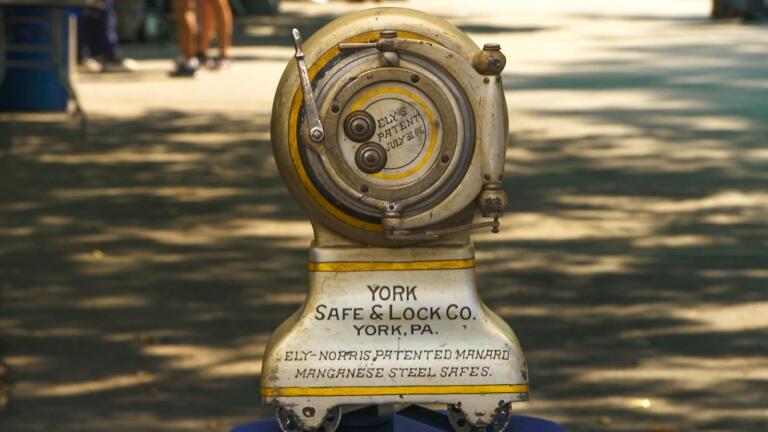 ELY'S
PATENT
JULY 31.06.
YORK
SAFE & LOCK CO.
YORK, PA.
ELY-NORRIS, PATENTED MANARD
MANGANESE STEEL SAFES.